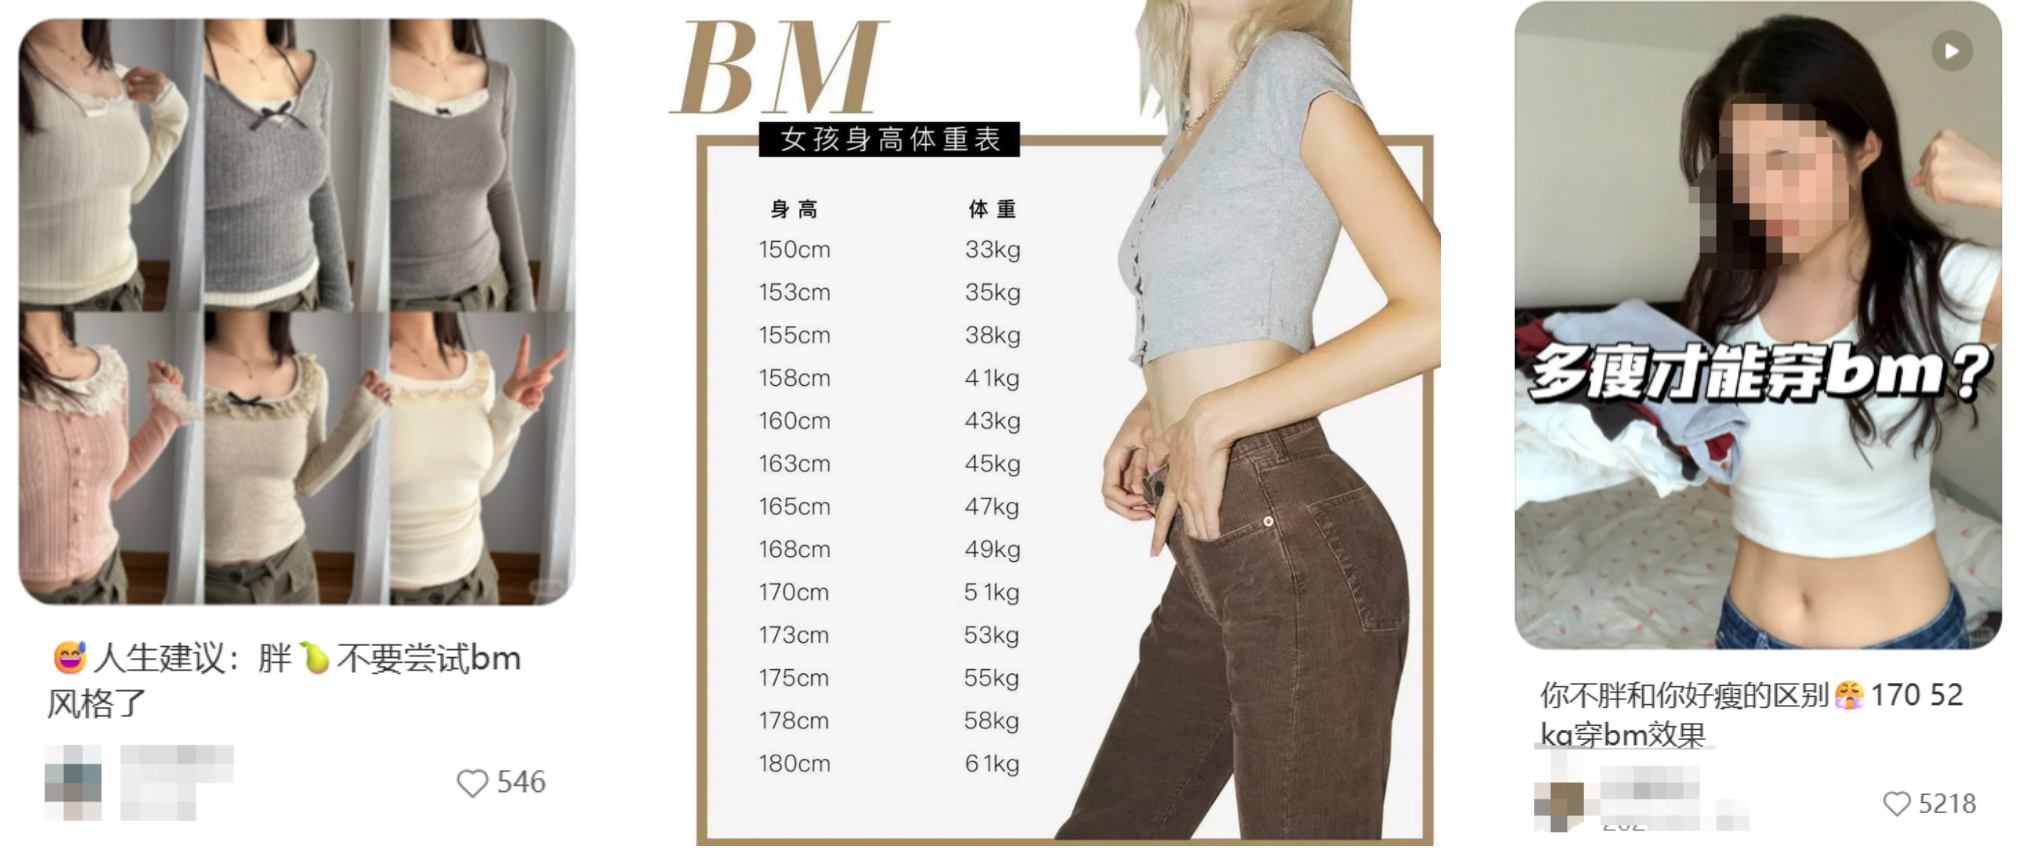 😅人生建议：胖🍐不要尝试bm
风格了
546
BM
女孩身高体重表
身高 体重
150cm 33kg
153cm 35kg
155cm 38kg
158cm 41kg
160cm 43kg
163cm 45kg
165cm 47kg
168cm 49kg
170cm 51kg
173cm 53kg
175cm 55kg
178cm 58kg
180cm 61kg
多瘦才能穿bm？
你不胖和你好瘦的区别😤170 52
kg穿bm效果
5218